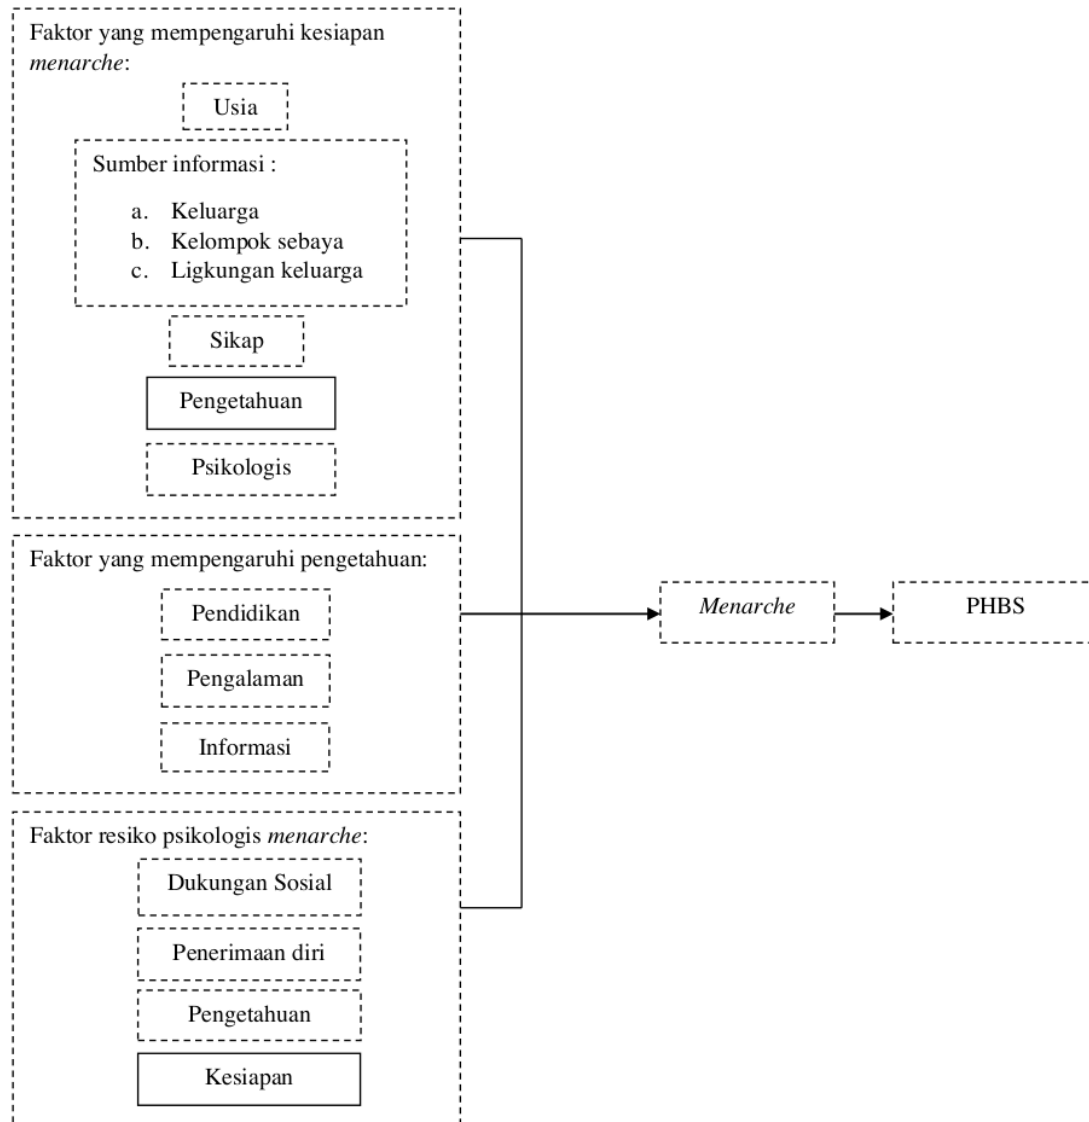 Faktor yang mempengaruhi kesiapan
menarche:
Usia
Sumber informasi :
a. Keluarga
b. Kelompok sebaya
c. Ligkungan keluarga
Sikap
Pengetahuan
Psikologis
Faktor yang mempengaruhi pengetahuan:
Pendidikan
Pengalaman
Informasi
Menarche
PHBS
Faktor resiko psikologis menarche:
Dukungan Sosial
Penerimaan diri
Pengetahuan
Kesiapan